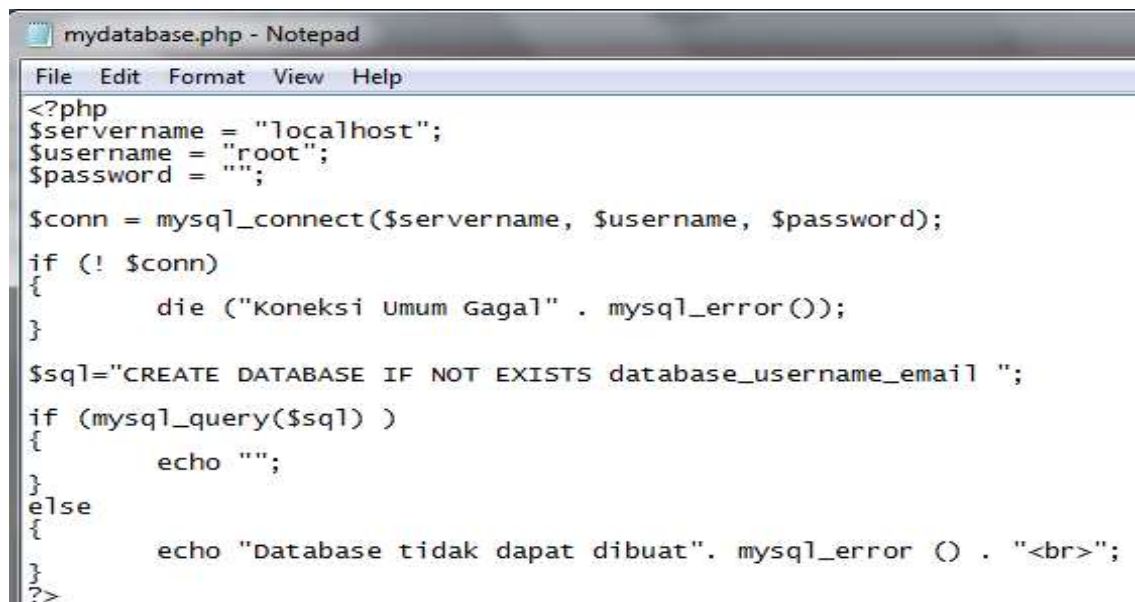 mydatabase.php - Notepad
File Edit Format View Help
<?php
$servername = "localhost";
$username = "root";
$password = "";
$conn = mysql_connect($servername, $username, $password);
if (! $conn)
{
die ("Koneksi Umum Gagal" . mysql_error());
}
$sql="CREATE DATABASE IF NOT EXISTS database_username_email ";
if (mysql_query($sql) )
{
echo "";
}
else
{
echo "Database tidak dapat dibuat". mysql_error () . "<br>";
}
?>